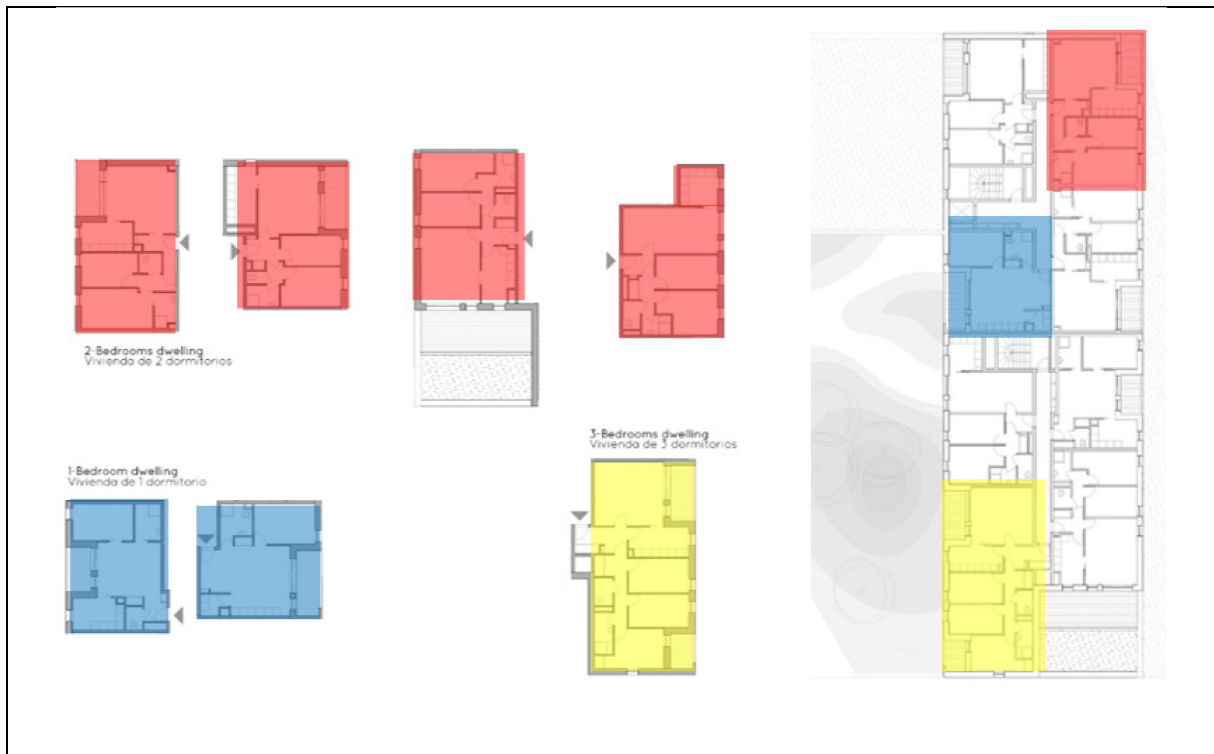 2-Bedrooms dwelling
Vivienda de 2 dormitorios
3-Bedrooms dwelling
Vivienda de 3 dormitorios
1-Bedroom dwelling
Vivienda de 1 dormitorio